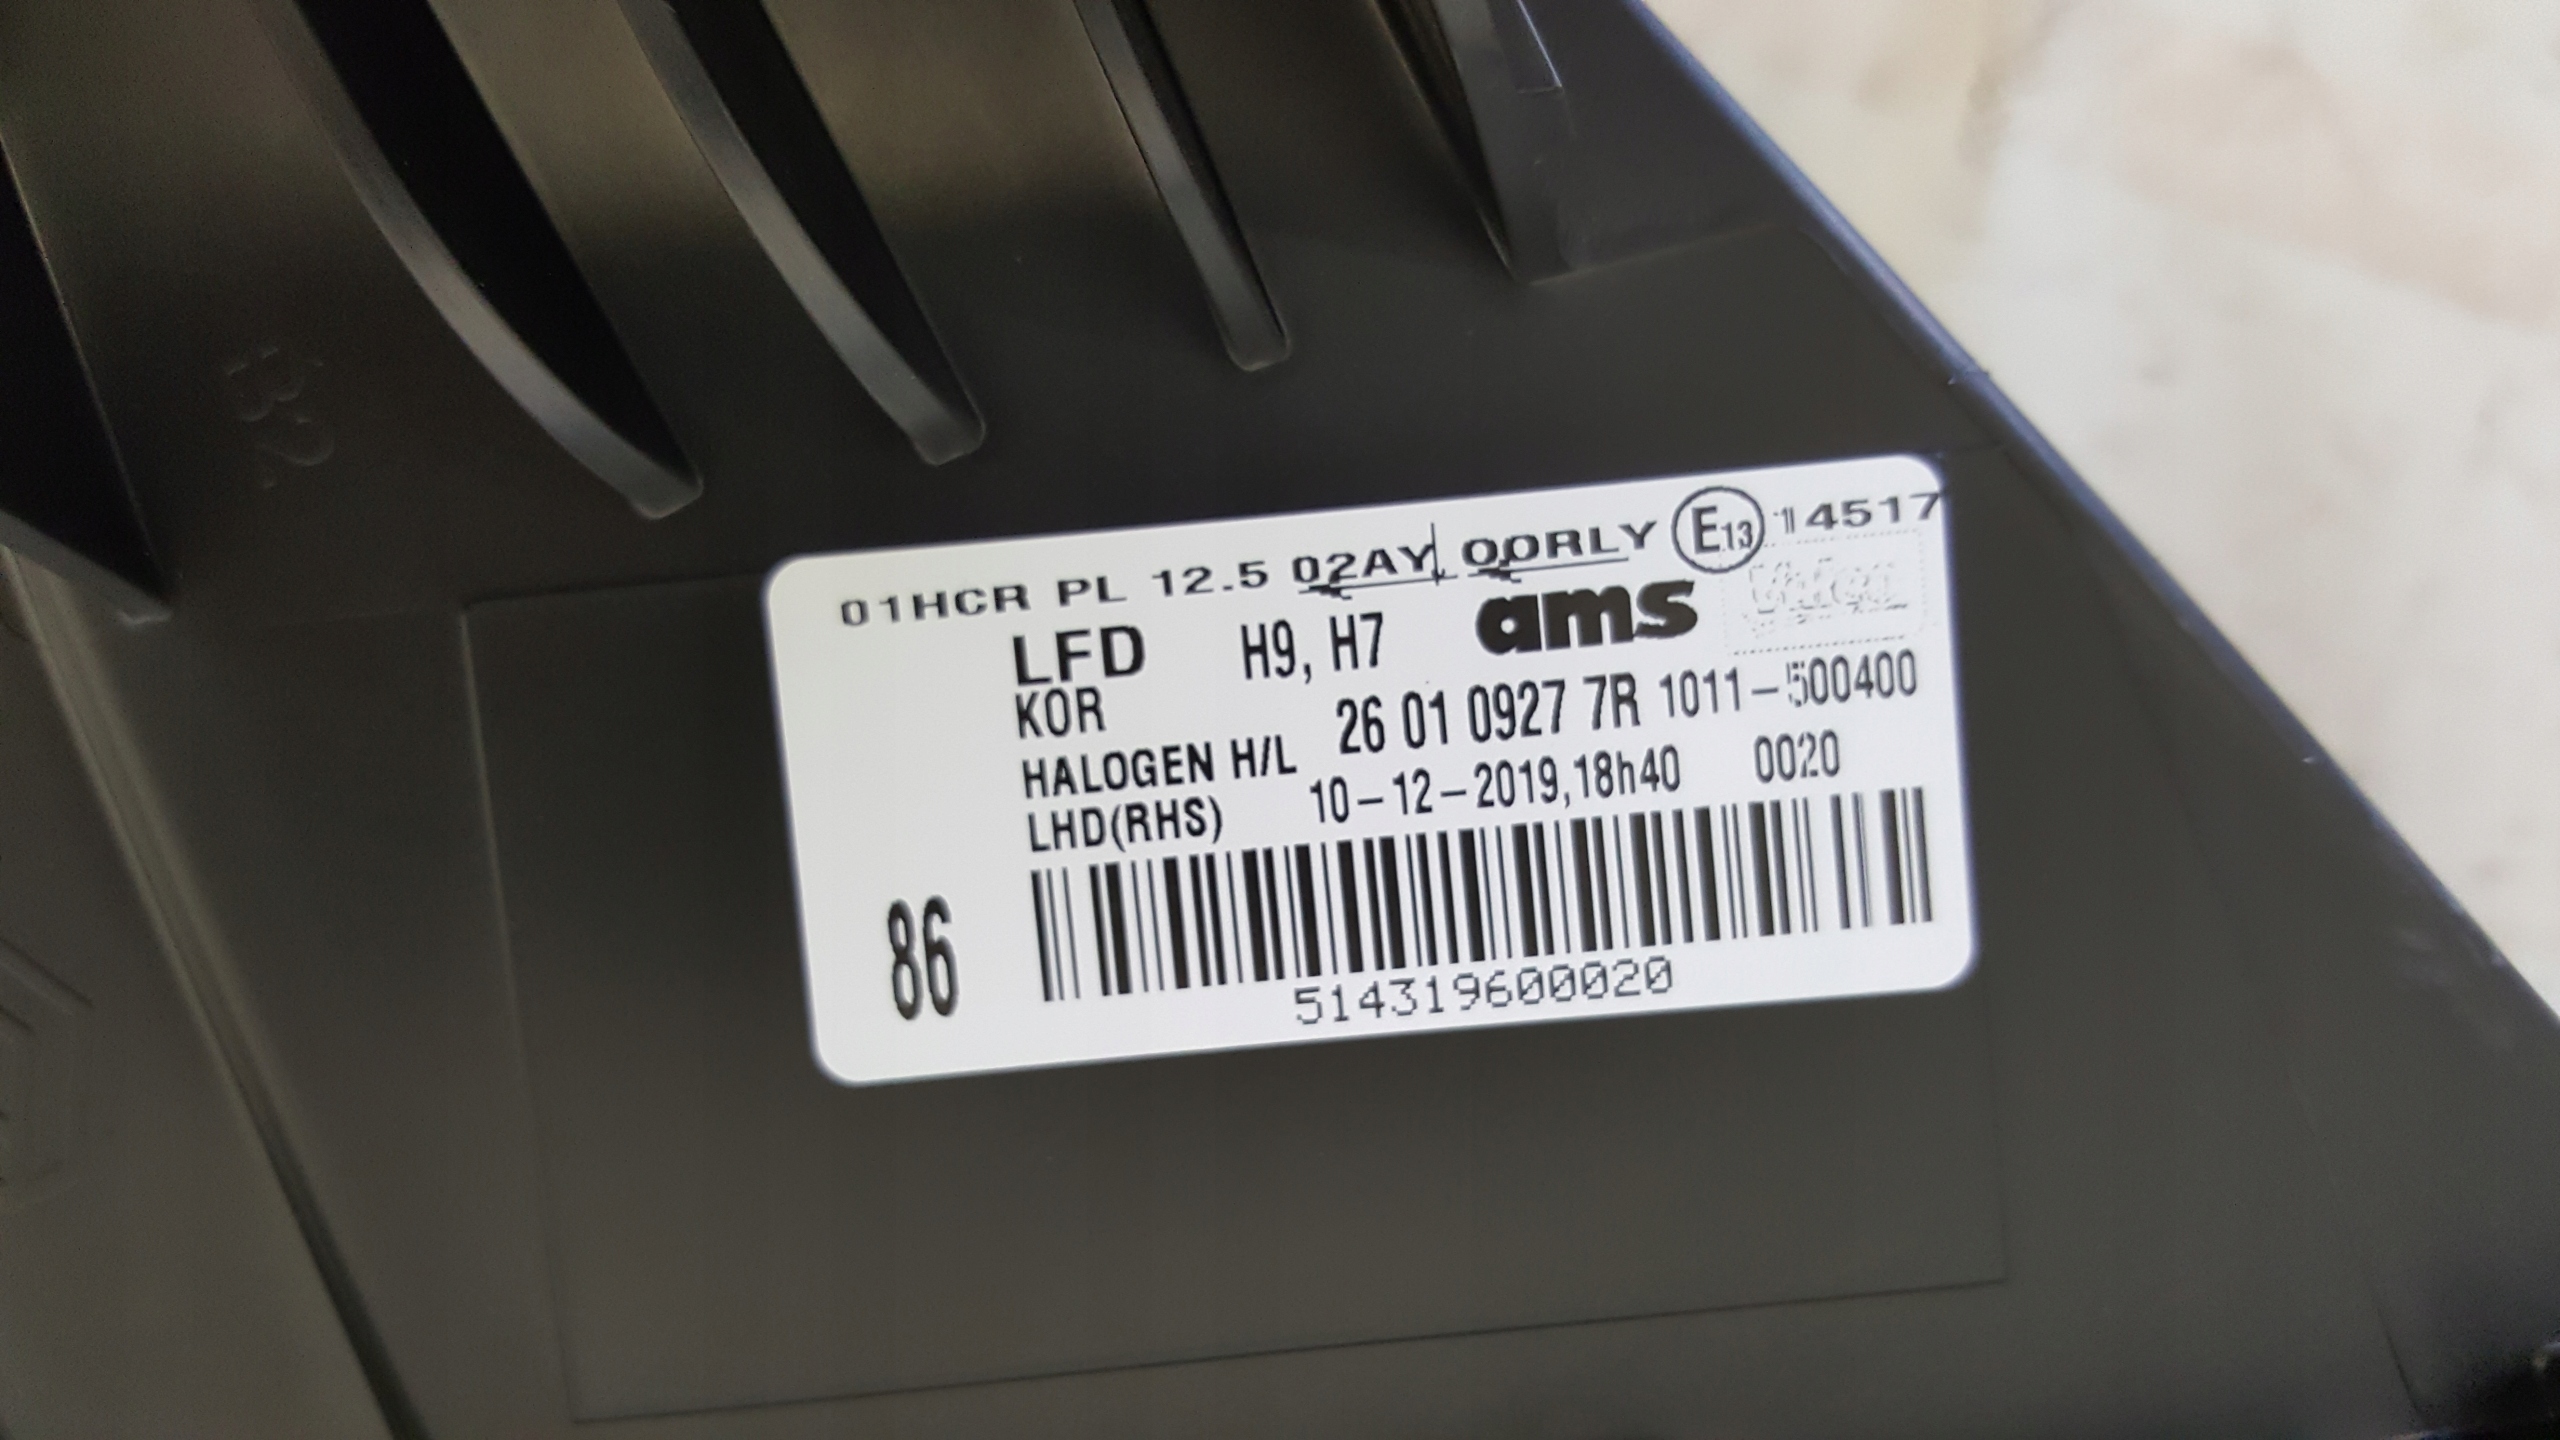 01HCR PL 12.5 02AY, 00RLY E13 14517
LFD H9, H7 ams Valeo
KOR 26 01 0927 7R 1011-500400
HALOGEN H/L 10-12-2019,18h40 0020
LHD(RHS)
86
514319600020